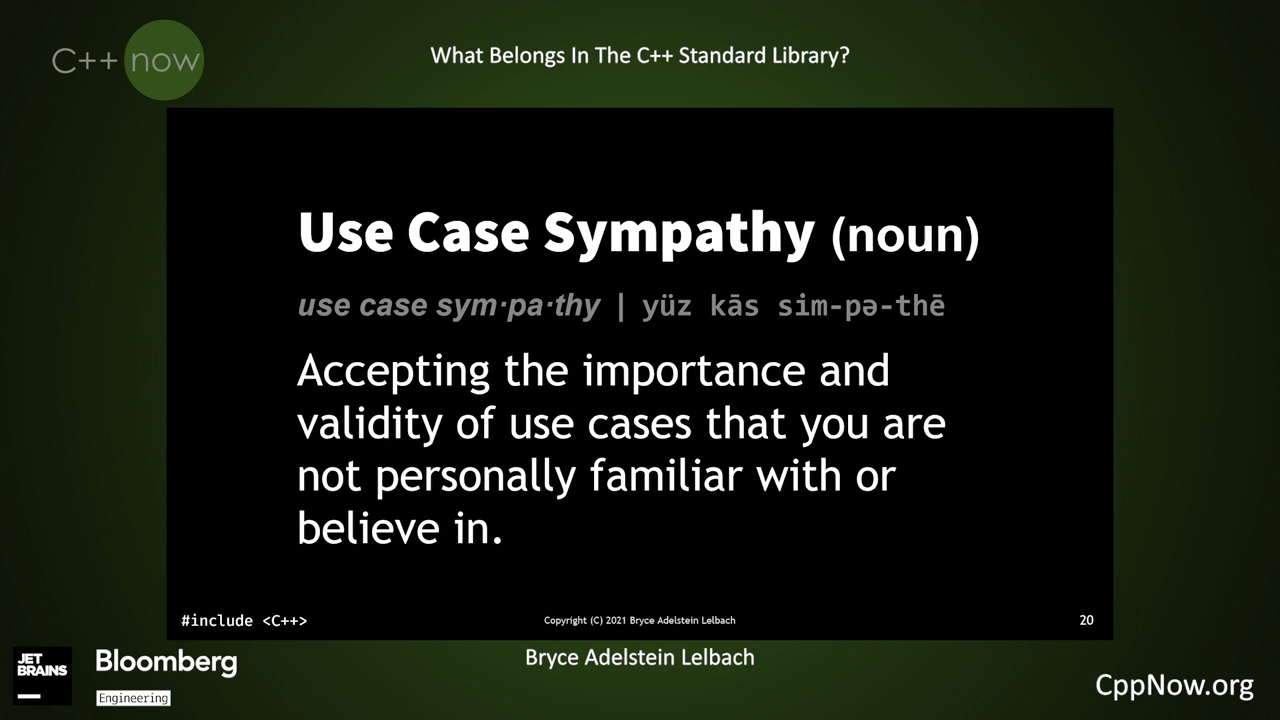 C++ now
What Belongs In The C++ Standard Library?
Use Case Sympathy (noun)
use case sym·pa·thy | yüz kās sim-pə-thē
Accepting the importance and
validity of use cases that you are
not personally familiar with or
believe in.
#include <C++>
Copyright (C) 2021 Bryce Adelstein Lelbach
20
JET
BRAINS
Bloomberg
Engineering
Bryce Adelstein Lelbach
CppNow.org